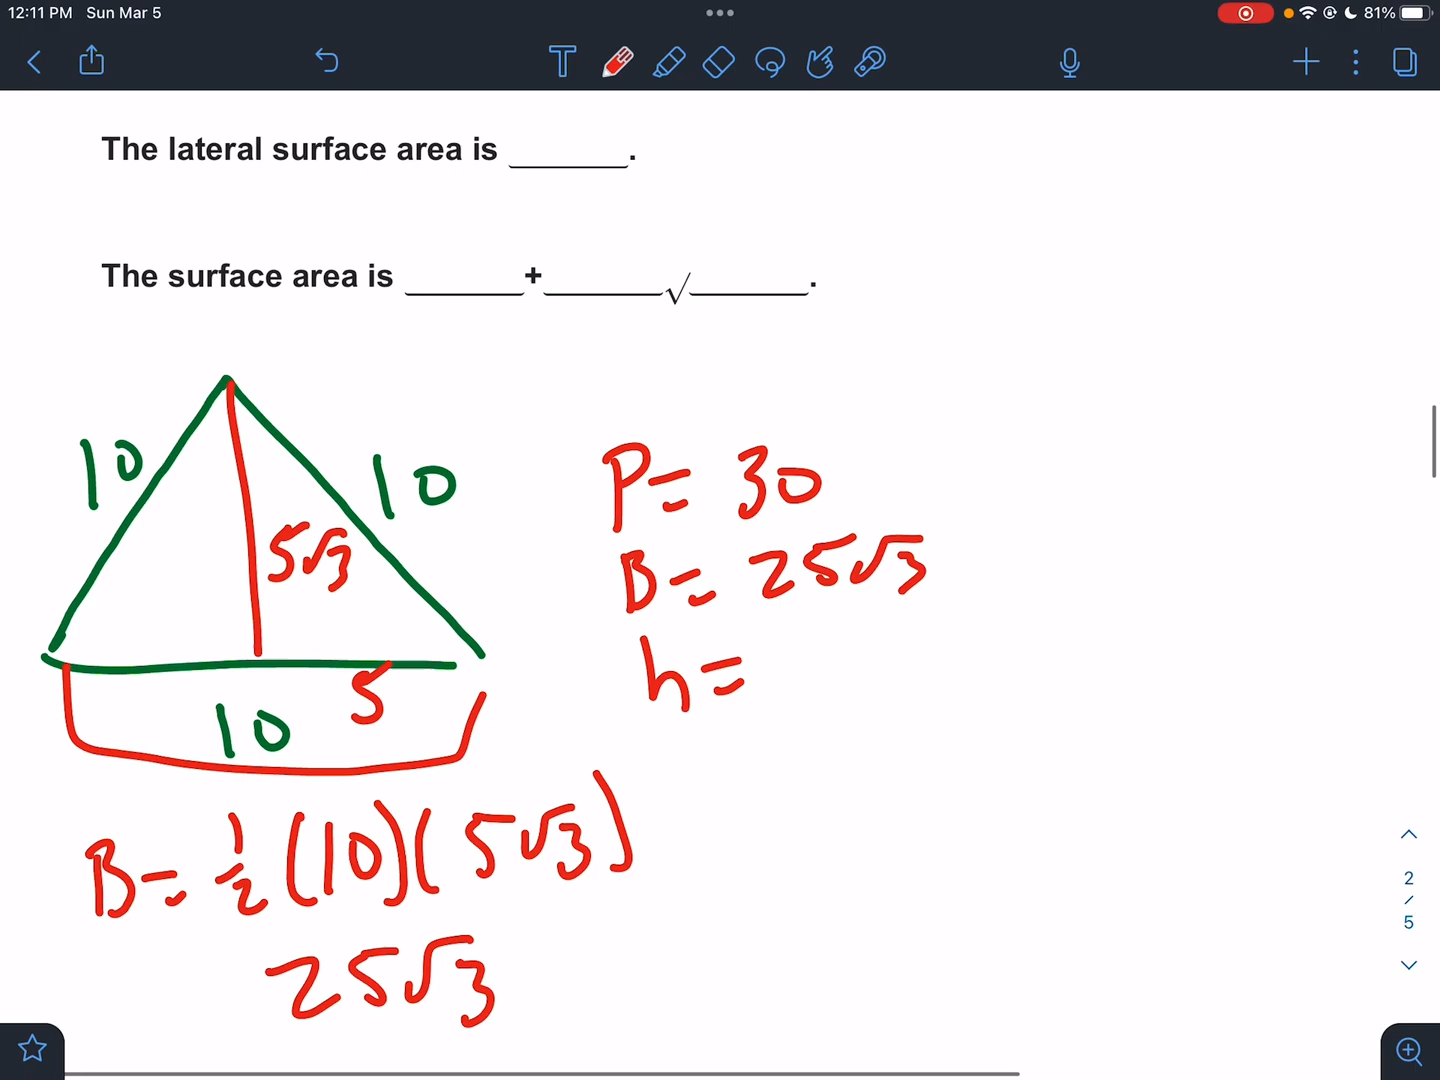 12:11 PM Sun Mar 5
81%
T
The lateral surface area is ______.
The surface area is ______+______√______.
10
10
5√3
5
10
P= 30
B= 25√3
h=
B= 1/2 (10)(5√3)
25√3
2
/
5